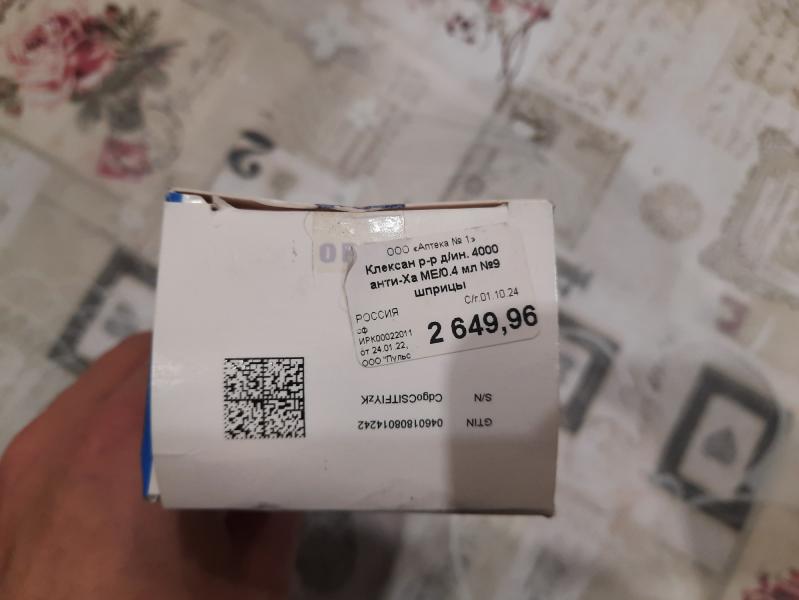 ООО «Аптека № 1»
Клексан р-р д/ин. 4000
анти-Ха МЕ/0.4 мл №9
шприцы
С/г.01.10.24
РОССИЯ
сф
ИРК00022011
от 24.01.22,
ООО "Пульс
2 649,96
GTIN 04601808014242
S/N CdgoCSITFIYzK